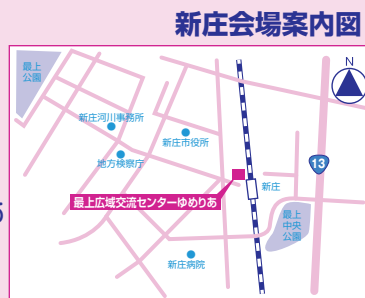 新庄会場案内図
最上
公園
N
新庄河川事務所
新庄市役所
13
地方検察庁
新庄
最上広域交流センターゆめりあ
最上
中央
公園
新庄病院